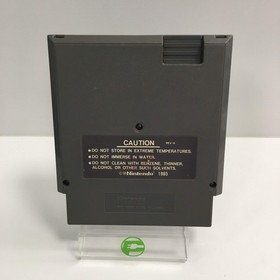 CAUTION
• DO NOT STORE IN EXTREME TEMPERATURES.
• DO NOT IMMERSE IN WATER.
• DO NOT CLEAN WITH BENZENE, THINNER,
ALCOHOL OR OTHER SUCH SOLVENTS.
©Nintendo 1985